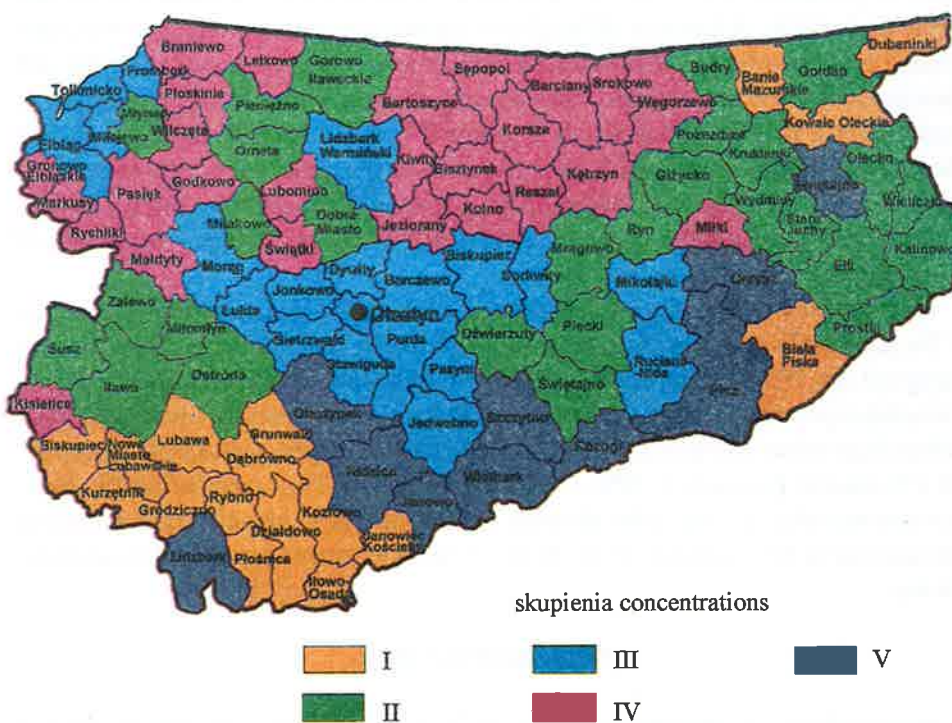 Braniewo
Lelkowo
Gorowo
Iławeckie
Sępopol
Barciany
Srokowo
Budry
Banie
Mazurskie
Gołdap
Dubeninki
Frombork
Tolkmicko
Płoskinia
Pieniężno
Bartoszyce
Węgorzewo
Kowale Oleckie
Wilczęta
Orneta
Lidzbark
Warmiński
Korsze
Pozezdrze
Kruklanki
Olecko
Elbląg
Kiwity
Bisztynek
Kętrzyn
Giżycko
Świętajno
Gronowo
Elbląskie
Pasłęk
Godkowo
Lubomino
Reszel
Wydminy
Wieliczki
Markusy
Dobre
Miasto
Jeziorany
Kolno
Ryn
Miłki
Stare
Juchy
Kalinowo
Rychliki
Miłakowo
Świątki
Mrągowo
Ełk
Małdyty
Morąg
Dywity
Barczewo
Biskupiec
Sorkwity
Mikołajki
Orzysz
Zalewo
Łukta
Jonkowo
Olsztyn
Prostki
Miłomłyn
Gietrzwałd
Purda
Dźwierzuty
Piecki
Biała
Piska
Susz
Stawiguda
Pasym
Ruciane
-Nida
Iława
Ostróda
Świętajno
Pisz
Kisielice
Olsztynek
Jedwabno
Szczytno
Biskupiec
Nowe
Miasto
Lubawskie
Lubawa
Grunwald
Rozogi
Dąbrówno
Nidzica
Wielbark
Kurzętnik
Rybno
Janowo
Grodziczno
Kozłowo
Działdowo
Janowiec
Kościelny
Lidzbark
Płośnica
Iłowo-
Osada
skupienia concentrations
I
III
V
II
IV